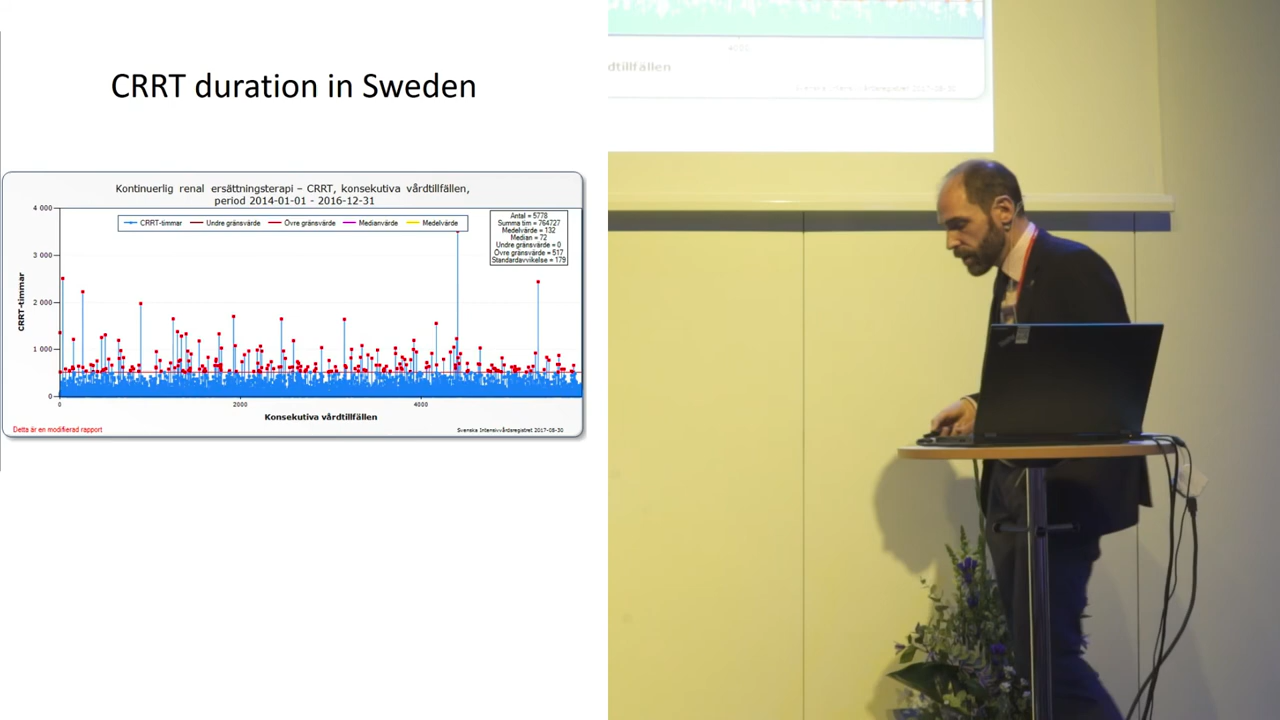 CRRT duration in Sweden
Kontinuerlig renal ersättningsterapi – CRRT, konsekutiva vårdtillfällen,
period 2014-01-01 - 2016-12-31
CRRT-timmar
Undre gränsvärde
Övre gränsvärde
Medianvärde
Medelvärde
Antal = 5778
Summa tim = 764727
Medelvärde = 132
Median = 72
Undre gränsvärde = 0
Övre gränsvärde = 517
Standardavvikelse = 179
CRRT-timmar
4 000
3 000
2 000
1 000
0
0
2000
4000
Konsekutiva vårdtillfällen
Detta är en modifierad rapport
Svenska Intensivvårdsregistret 2017-08-30
dtillfällen